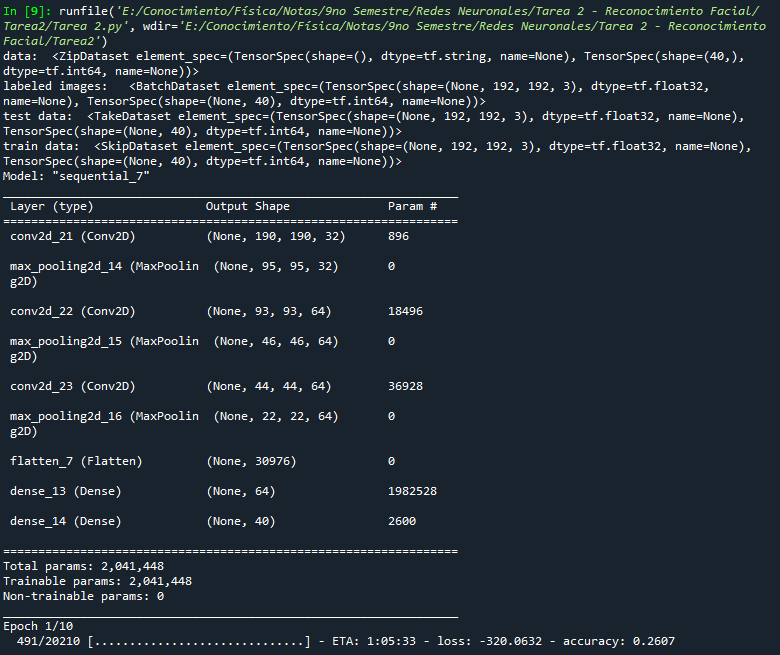 In [9]: runfile('E:/Conocimiento/Física/Notas/9no Semestre/Redes Neuronales/Tarea 2 - Reconocimiento Facial/
Tarea2/Tarea 2.py', wdir='E:/Conocimiento/Física/Notas/9no Semestre/Redes Neuronales/Tarea 2 - Reconocimiento
Facial/Tarea2')
data:  <ZipDataset element_spec=(TensorSpec(shape=(), dtype=tf.string, name=None), TensorSpec(shape=(40,),
dtype=tf.int64, name=None))>
labeled images:   <BatchDataset element_spec=(TensorSpec(shape=(None, 192, 192, 3), dtype=tf.float32,
name=None), TensorSpec(shape=(None, 40), dtype=tf.int64, name=None))>
test data:  <TakeDataset element_spec=(TensorSpec(shape=(None, 192, 192, 3), dtype=tf.float32, name=None),
TensorSpec(shape=(None, 40), dtype=tf.int64, name=None))>
train data:  <SkipDataset element_spec=(TensorSpec(shape=(None, 192, 192, 3), dtype=tf.float32, name=None),
TensorSpec(shape=(None, 40), dtype=tf.int64, name=None))>
Model: "sequential_7"
_________________________________________________________________
Layer (type)                Output Shape              Param #
=================================================================
conv2d_21 (Conv2D)          (None, 190, 190, 32)      896
max_pooling2d_14 (MaxPoolin  (None, 95, 95, 32)       0
g2D)
conv2d_22 (Conv2D)          (None, 93, 93, 64)        18496
max_pooling2d_15 (MaxPoolin  (None, 46, 46, 64)       0
g2D)
conv2d_23 (Conv2D)          (None, 44, 44, 64)        36928
max_pooling2d_16 (MaxPoolin  (None, 22, 22, 64)       0
g2D)
flatten_7 (Flatten)         (None, 30976)             0
dense_13 (Dense)            (None, 64)                1982528
dense_14 (Dense)            (None, 40)                2600
=================================================================
Total params: 2,041,448
Trainable params: 2,041,448
Non-trainable params: 0
_________________________________________________________________
Epoch 1/10
491/20210 [..............................] - ETA: 1:05:33 - loss: -320.0632 - accuracy: 0.2607